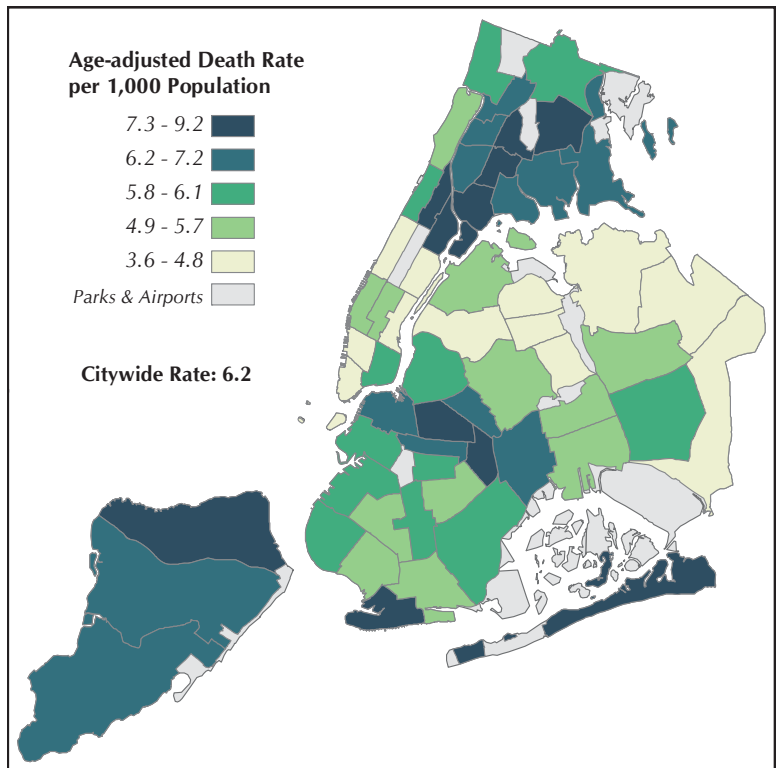 Age-adjusted Death Rate
per 1,000 Population
7.3 - 9.2
6.2 - 7.2
5.8 - 6.1
4.9 - 5.7
3.6 - 4.8
Parks & Airports
Citywide Rate: 6.2